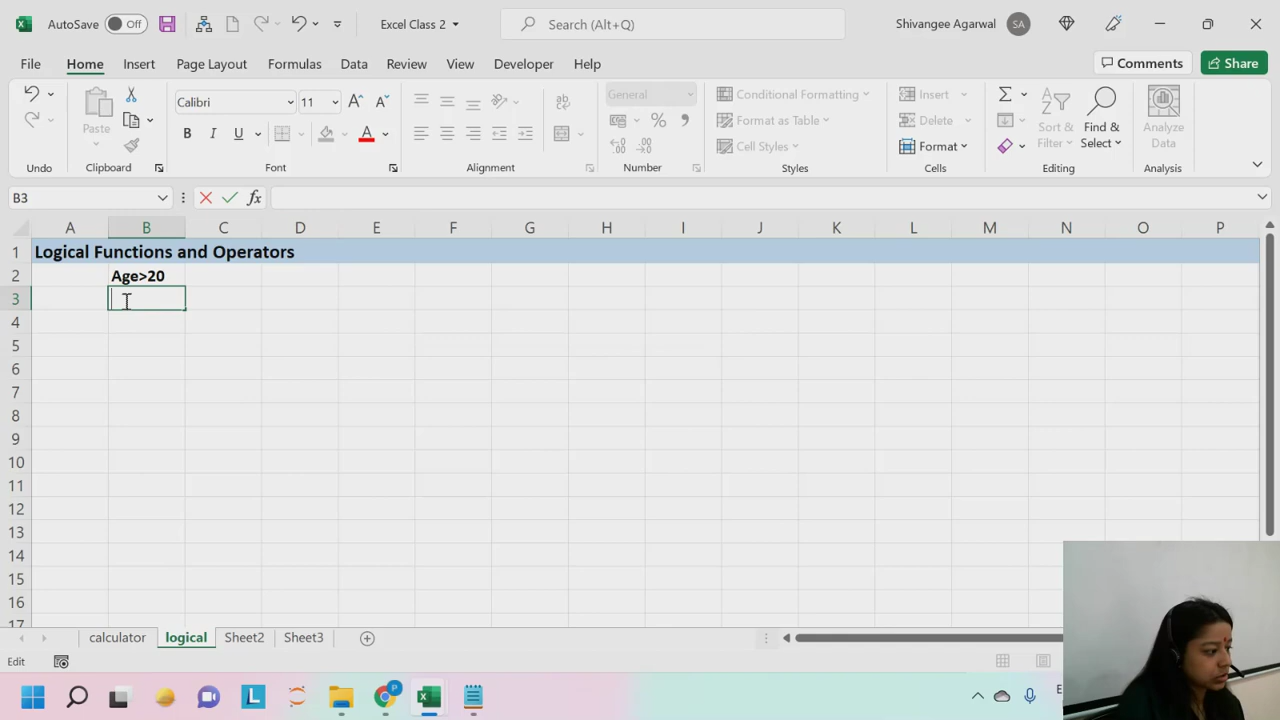 AutoSave Off Excel Class 2 Search (Alt+Q) Shivangee Agarwal SA
File Home Insert Page Layout Formulas Data Review View Developer Help Comments Share
Calibri 11 General Conditional Formatting Insert
Paste B I U A Format as Table Delete Sort & Filter Find & Select Analyze Data
Cell Styles Format
Undo Clipboard Font Alignment Number Styles Cells Editing Analysis
B3 fx
A B C D E F G H I J K L M N O P
1 Logical Functions and Operators
2 Age>20
3
4
5
6
7
8
9
10
11
12
13
14
15
16
17
calculator logical Sheet2 Sheet3
Edit